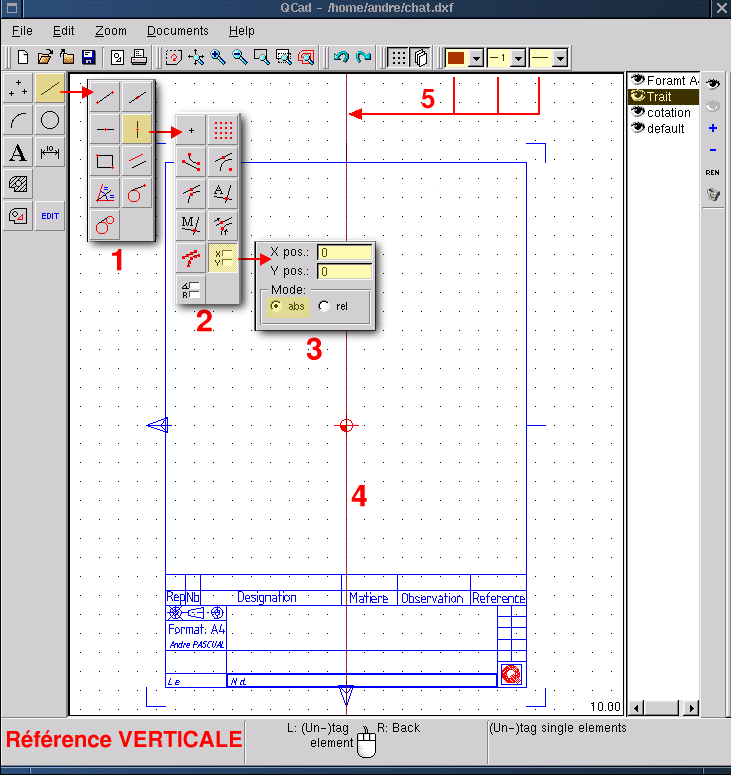 QCad - /home/andre/chat.dxf
File Edit Zoom Documents Help
1
5
Foramt A4
Trait
cotation
default
REN
A
10
EDIT
A
M
X
Y
R
1
2
X pos.: 0
Y pos.: 0
Mode:
abs rel
3
4
Rep Nb Designation Matiere Observation Reference
Format: A4
Andre PASCUAL
Le N d.
10.00
Référence VERTICALE
L: (Un-)tag element R: Back
(Un-)tag single elements